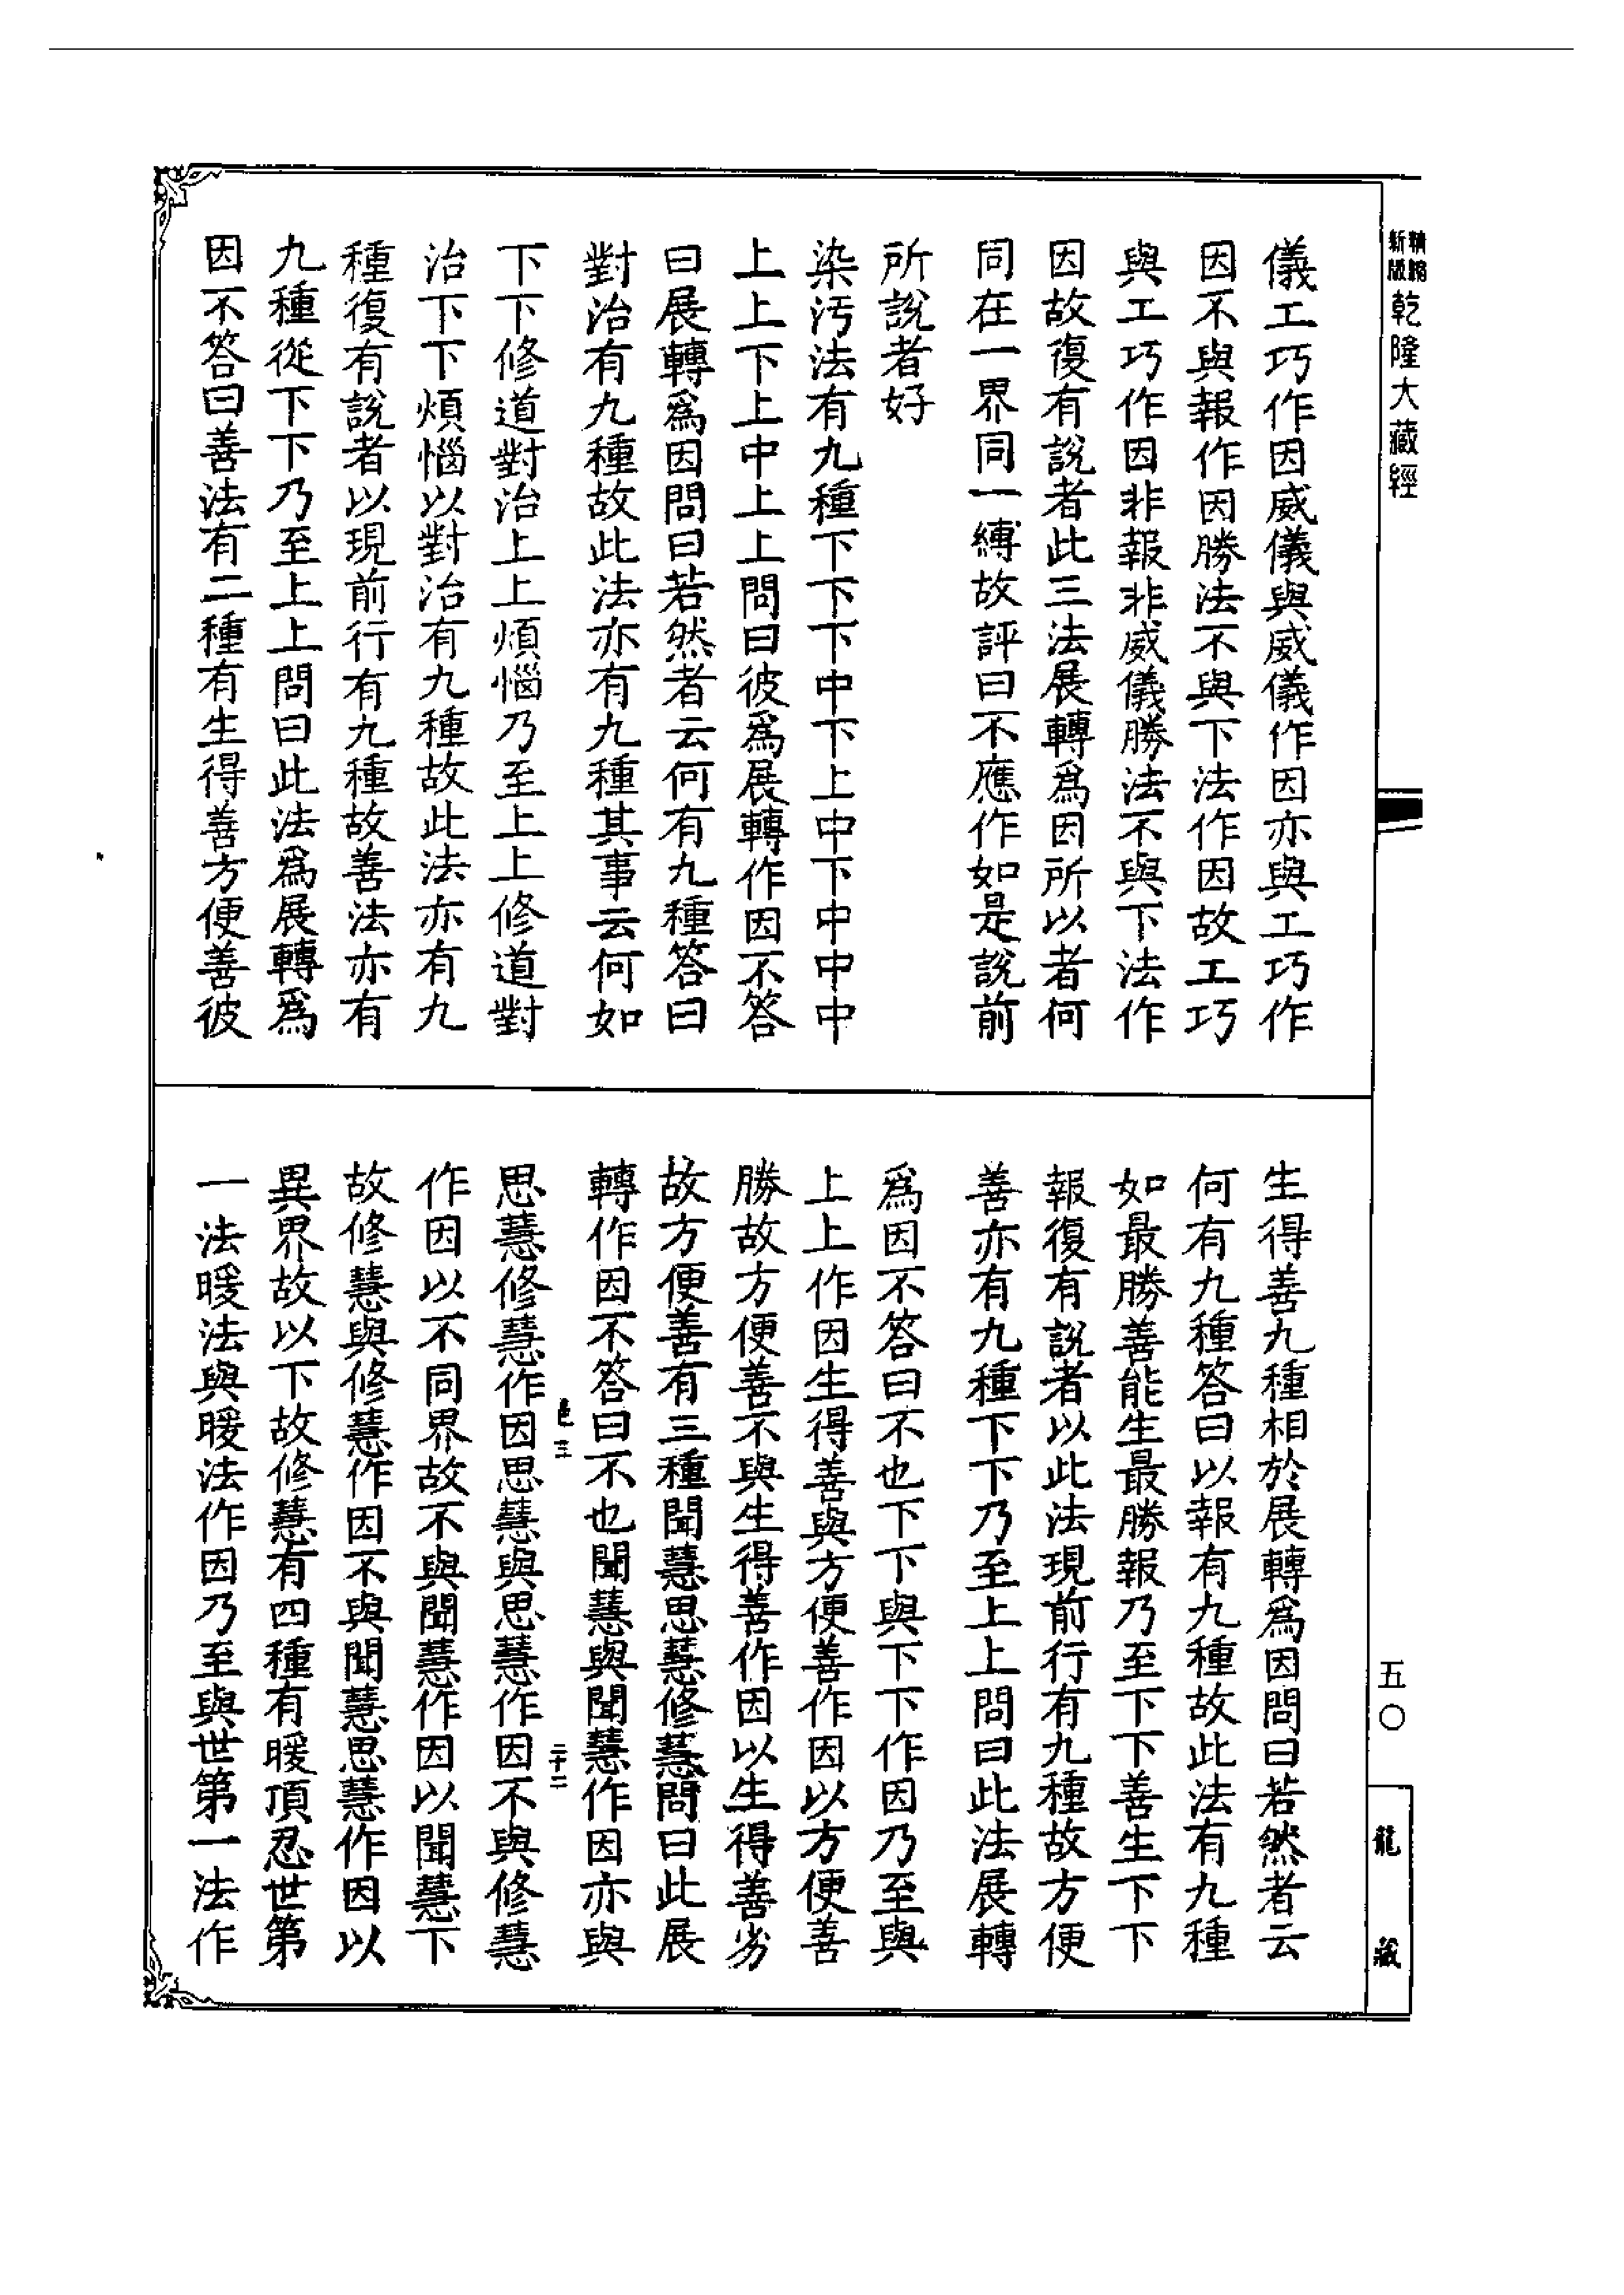 精縮新版乾隆大藏經
儀工巧作因威儀與威儀作因亦與工巧作
因不與報作因勝法不與下法作因故工巧
與工巧作因非報非威儀勝法不與下法作
因故復有說者此三法展轉爲因所以者何
同在一界同一縛故評曰不應作如是說前
所說者好
染污法有九種下下下中下上中下中中中
上上下上中上上問曰彼爲展轉作因不答
曰展轉爲因問曰若然者云何有九種答曰
對治有九種故此法亦有九種其事云何如
下下修道對治上上煩惱乃至上上修道對
治下下煩惱以對治有九種故此法亦有九
種復有說者以現前行有九種故善法亦有
九種從下下乃至上上問曰此法爲展轉爲
因不答曰善法有二種有生得善方便善彼
生得善九種相於展轉爲因問曰若然者云
何有九種答曰以報有九種故此法有九種
如最勝善能生最勝報乃至下下善生下下
報復有說者以此法現前行有九種故方便
善亦有九種下下乃至上上問曰此法展轉
爲因不答曰不也下下與下下作因乃至與
上上作因生得善與方便善作因以方便善
勝故方便善不與生得善作因以生得善劣
故方便善有三種聞慧思慧修慧問曰此展
轉作因不答曰不也聞慧與聞慧作因亦與
邑三 二十二
思慧修慧作因思慧與思慧作因不與修慧
作因以不同界故不與聞慧作因以聞慧下
故修慧與修慧作因不與聞慧思慧作因以
異界故以下故修慧有四種有暖頂忍世第
一法暖法與暖法作因乃至與世第一法作
五〇
龍藏